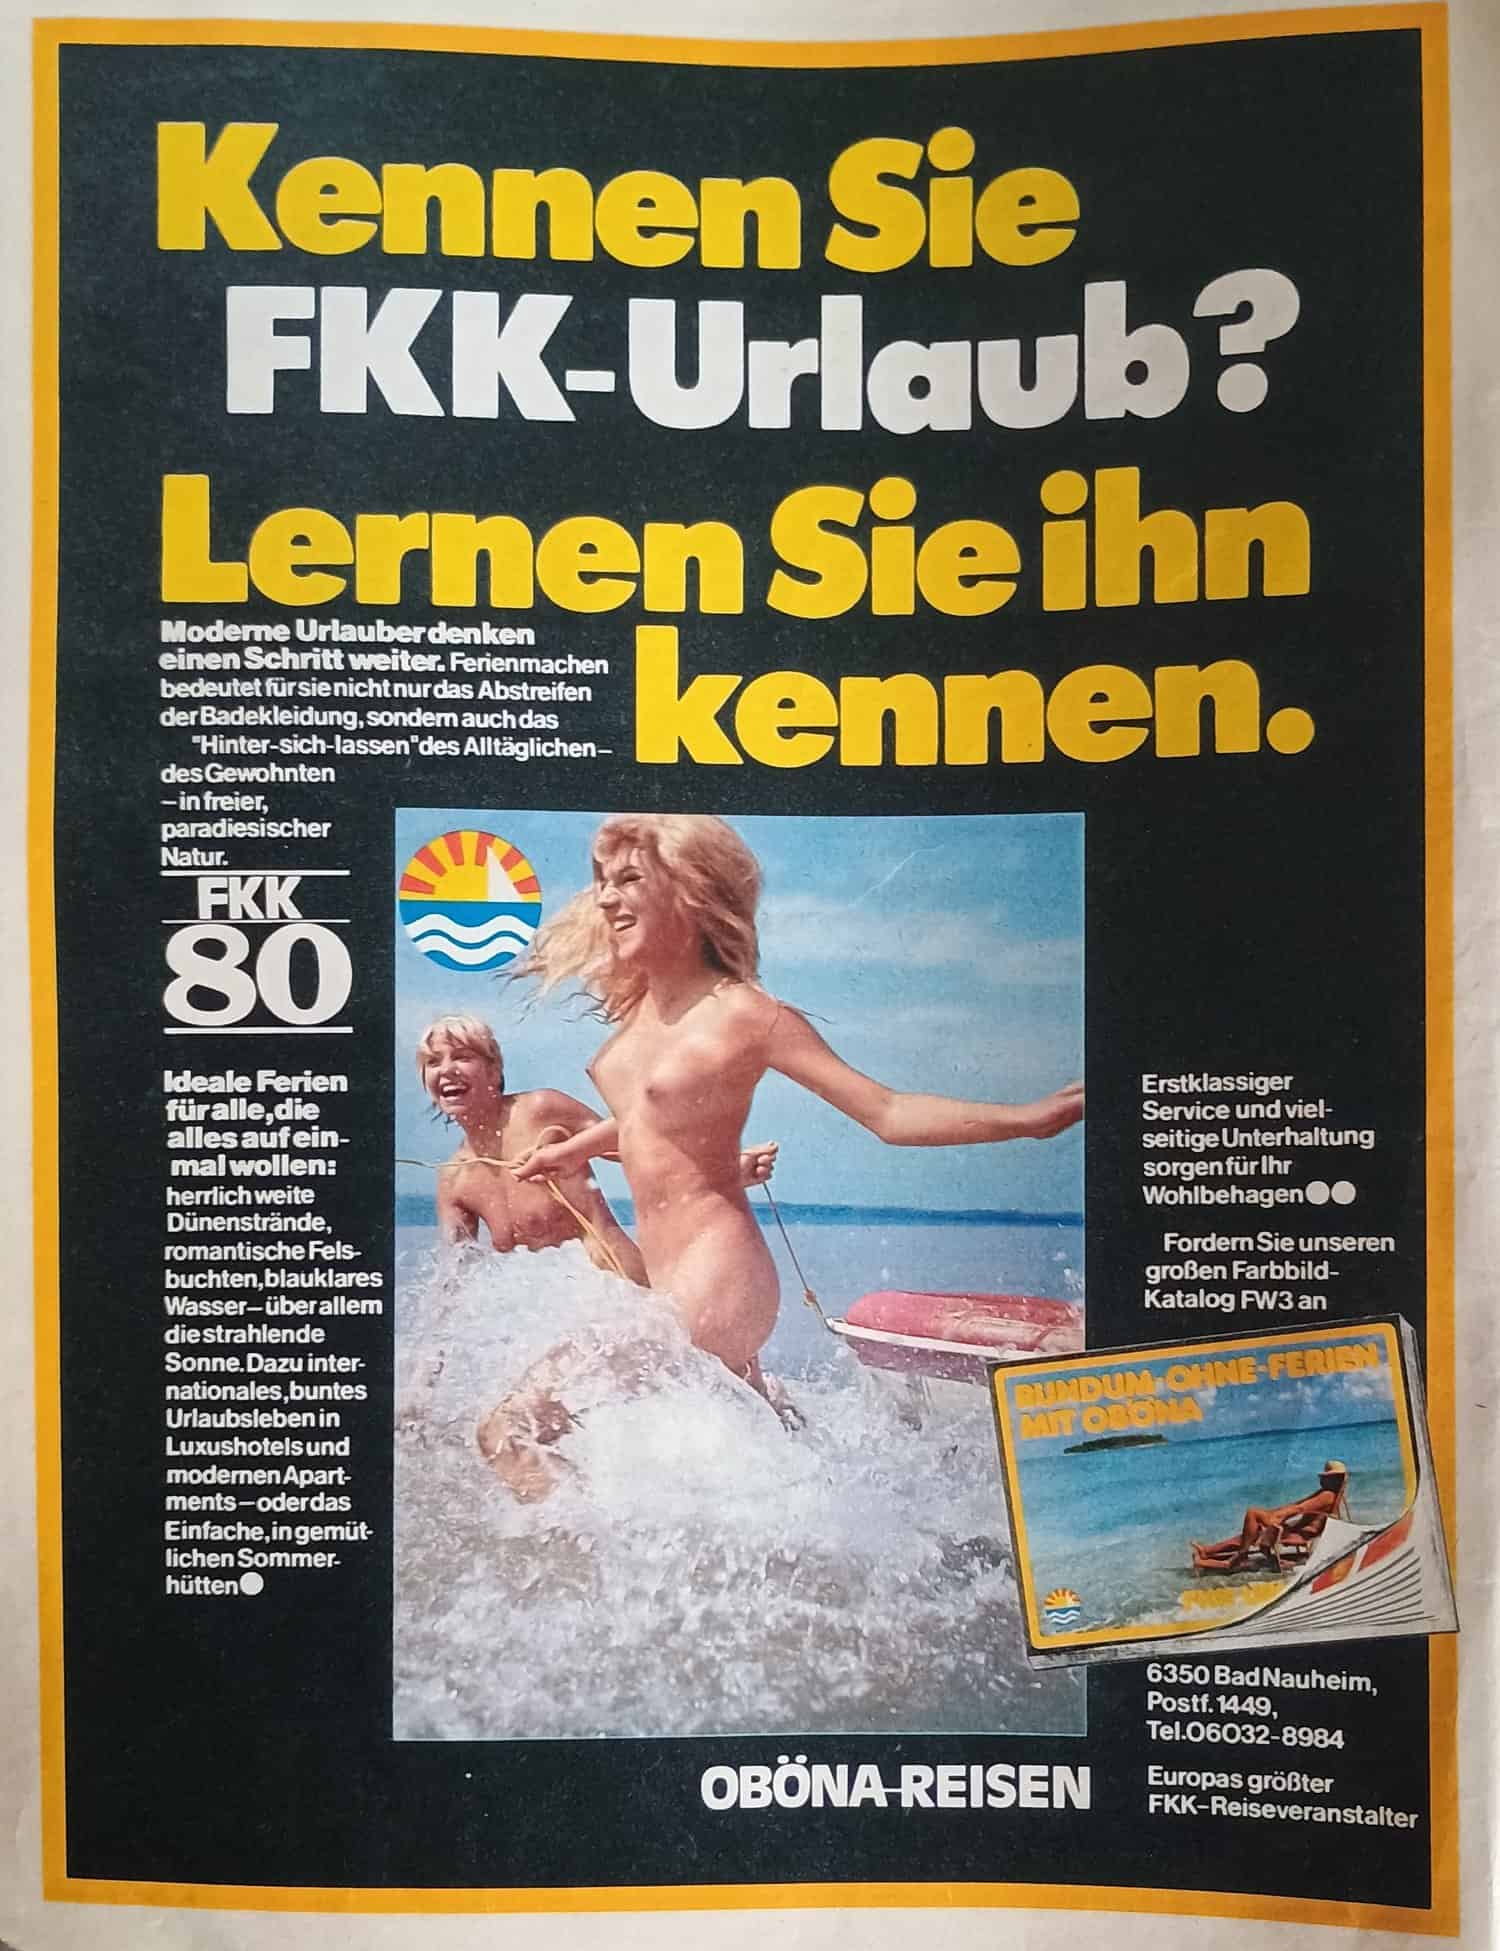 Kennen Sie
FKK-Urlaub?
Lernen Sie ihn
kennen.
Moderne Urlauber denken
einen Schritt weiter. Ferienmachen
bedeutet für sie nicht nur das Abstreifen
der Badekleidung, sondern auch das
"Hinter-sich-lassen" des Alltäglichen–
des Gewohnten
– in freier,
paradiesischer
Natur.
FKK
80
Ideale Ferien
für alle, die
alles auf ein-
mal wollen:
herrlich weite
Dünenstrände,
romantische Fels-
buchten, blauklares
Wasser – über allem
die strahlende
Sonne. Dazu inter-
nationales, buntes
Urlaubsleben in
Luxushotels und
modernen Apart-
ments – oder das
Einfache, in gemüt-
lichen Sommer-
hütten●
Erstklassiger
Service und viel-
seitige Unterhaltung
sorgen für Ihr
Wohlbehagen●●
Fordern Sie unseren
großen Farbbild-
Katalog FW3 an
RUNDUM-OHNE-FERIEN
MIT OBÖNA
6350 Bad Nauheim,
Postf. 1449,
Tel. 06032-8984
OBÖNA-REISEN
Europas größter
FKK-Reiseveranstalter